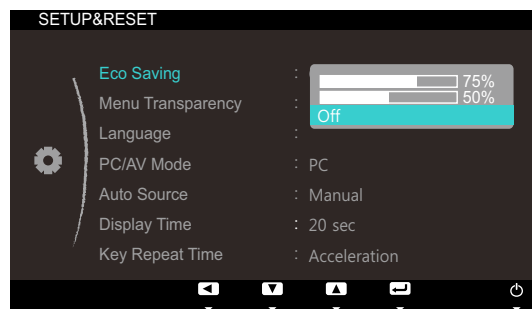 SETUP&RESET
Eco Saving :
75%
50%
Off
Menu Transparency :
Language :
PC/AV Mode : PC
Auto Source : Manual
Display Time : 20 sec
Key Repeat Time : Acceleration